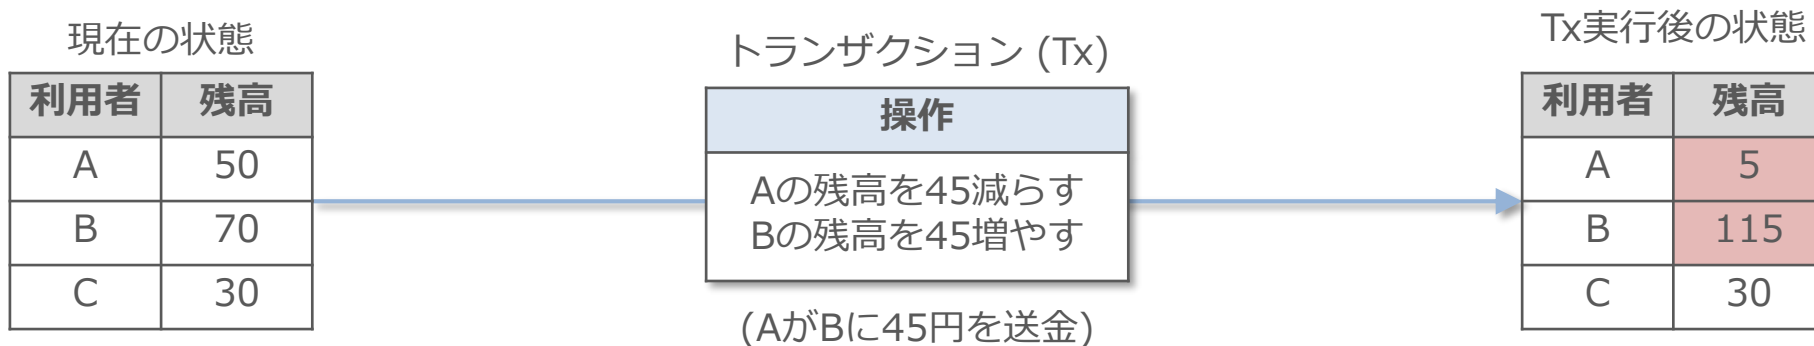 現在の状態
利用者 残高
A 50
B 70
C 30
トランザクション (Tx)
操作
Aの残高を45減らす
Bの残高を45増やす
(AがBに45円を送金)
Tx実行後の状態
利用者 残高
A 5
B 115
C 30